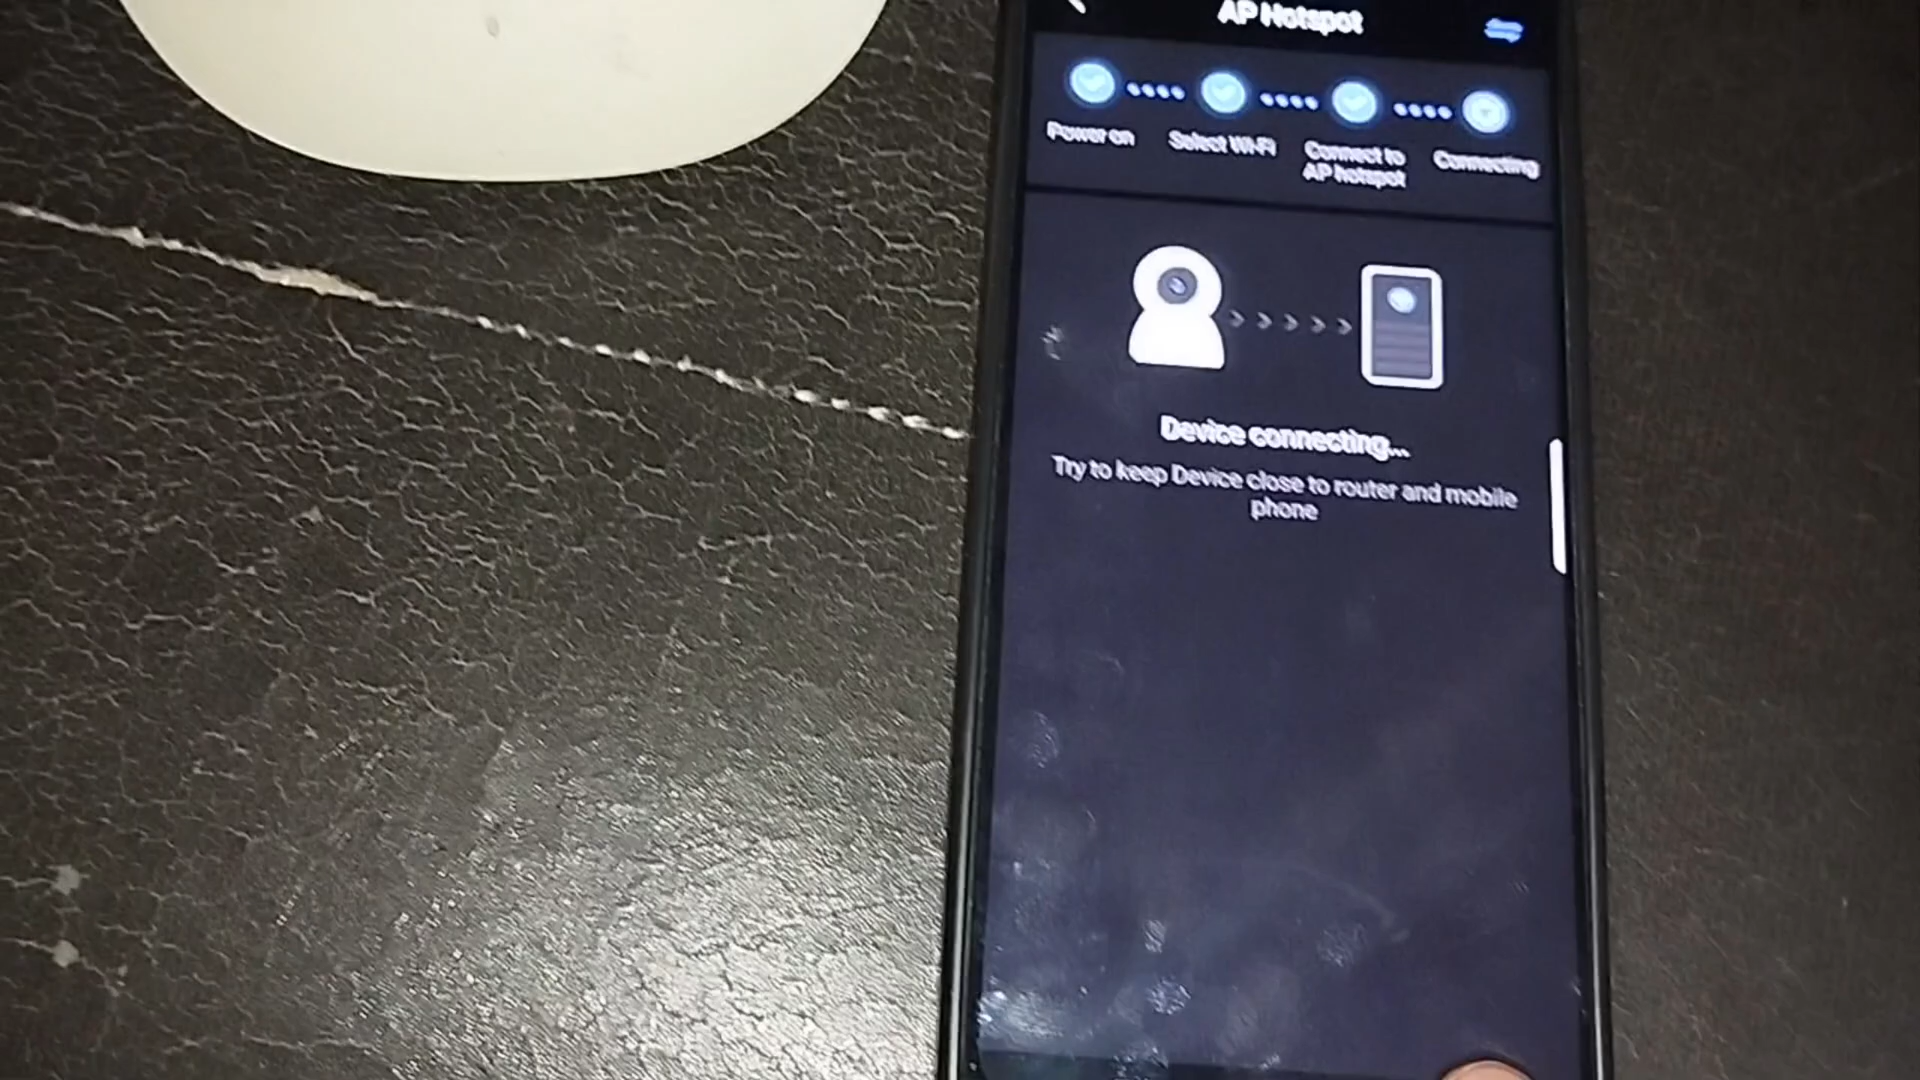 AP Hotspot
Power on
Select Wi-Fi
Connect to
AP hotspot
Connecting
Device connecting...
Try to keep Device close to router and mobile
phone